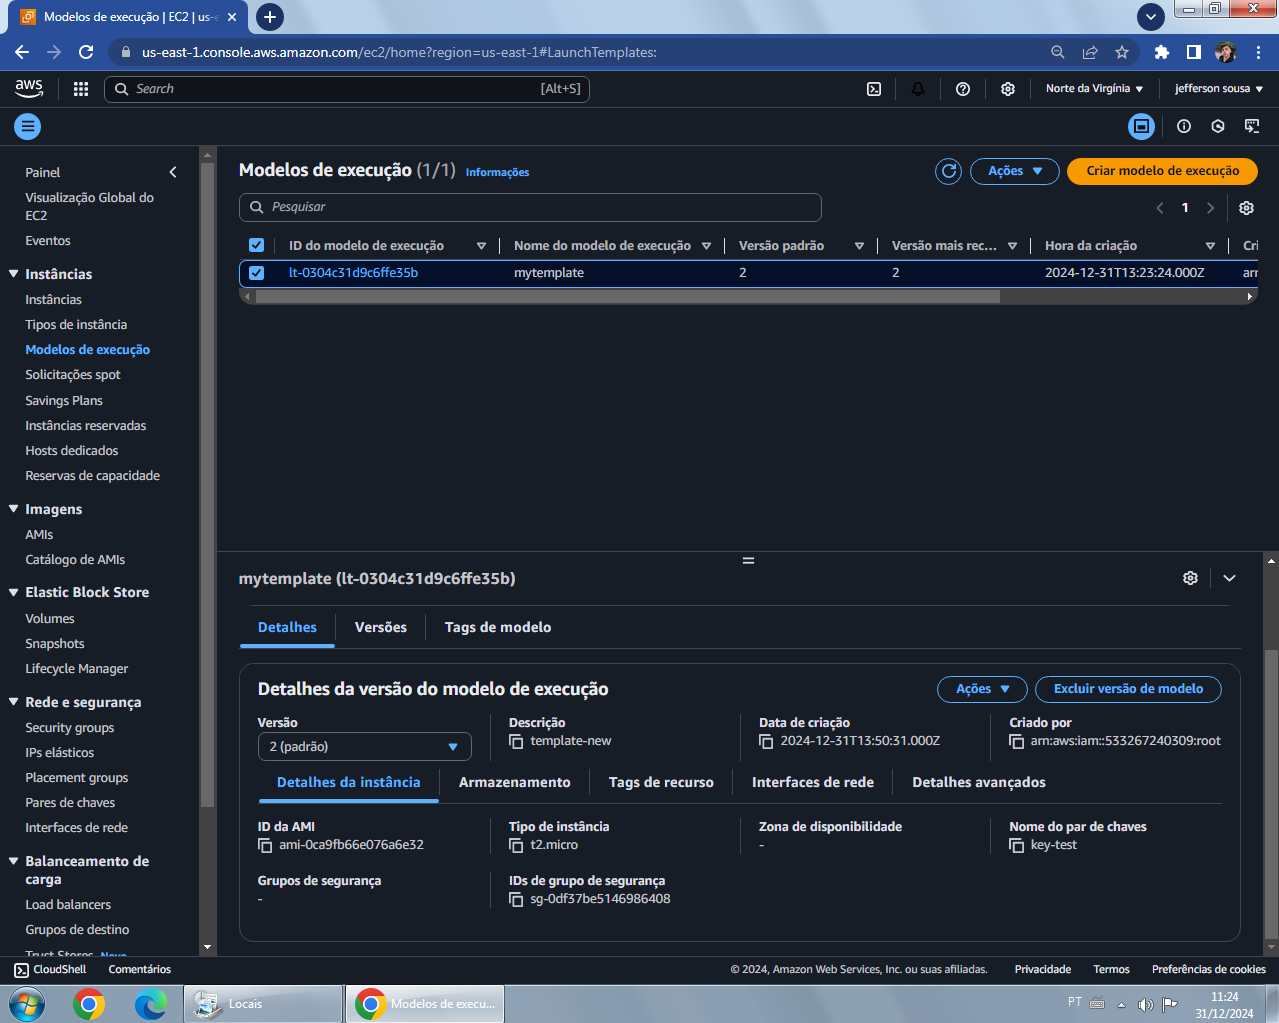 Modelos de execução | EC2 | us-e
us-east-1.console.aws.amazon.com/ec2/home?region=us-east-1#LaunchTemplates:
aws
Search
[Alt+S]
Norte da Virgínia
jefferson sousa
Painel
Visualização Global do
EC2
Eventos
Instâncias
Instâncias
Tipos de instância
Modelos de execução
Solicitações spot
Savings Plans
Instâncias reservadas
Hosts dedicados
Reservas de capacidade
Imagens
AMIs
Catálogo de AMIs
Elastic Block Store
Volumes
Snapshots
Lifecycle Manager
Rede e segurança
Security groups
IPs elásticos
Placement groups
Pares de chaves
Interfaces de rede
Balanceamento de
carga
Load balancers
Grupos de destino
Trust Stores Novo
Modelos de execução (1/1) Informações
Ações
Criar modelo de execução
Pesquisar
1
ID do modelo de execução Nome do modelo de execução Versão padrão Versão mais rec... Hora da criação Cri
lt-0304c31d9c6ffe35b mytemplate 2 2 2024-12-31T13:23:24.000Z arn
mytemplate (lt-0304c31d9c6ffe35b)
Detalhes Versões Tags de modelo
Detalhes da versão do modelo de execução
Ações
Excluir versão de modelo
Versão Descrição Data de criação Criado por
2 (padrão) template-new 2024-12-31T13:50:31.000Z arn:aws:iam::533267240309:root
Detalhes da instância Armazenamento Tags de recurso Interfaces de rede Detalhes avançados
ID da AMI Tipo de instância Zona de disponibilidade Nome do par de chaves
ami-0ca9fb66e076a6e32 t2.micro - key-test
Grupos de segurança IDs de grupo de segurança
- sg-0df37be5146986408
CloudShell Comentários © 2024, Amazon Web Services, Inc. ou suas afiliadas. Privacidade Termos Preferências de cookies
Locais
Modelos de execu...
PT
11:24
31/12/2024